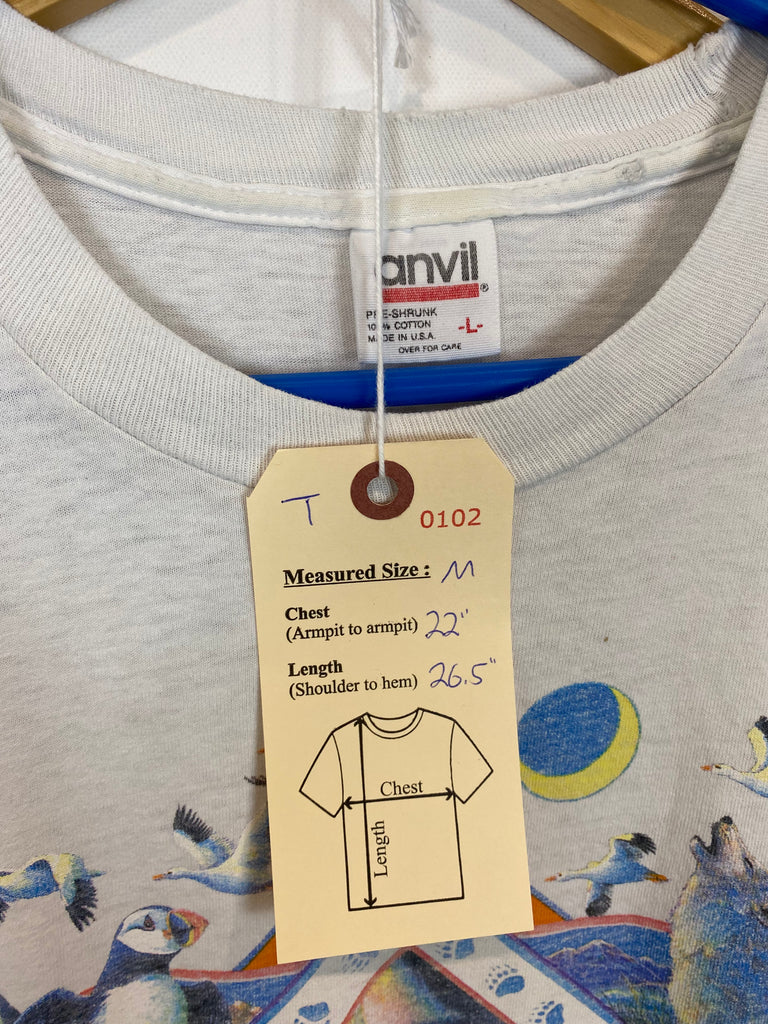 anvil®
PRE-SHRUNK
100% COTTON
MADE IN U.S.A.
-L-
OVER FOR CARE
T
0102
Measured Size : M
Chest
(Armpit to armpit) 22"
Length
(Shoulder to hem) 26.5"
Chest
Length